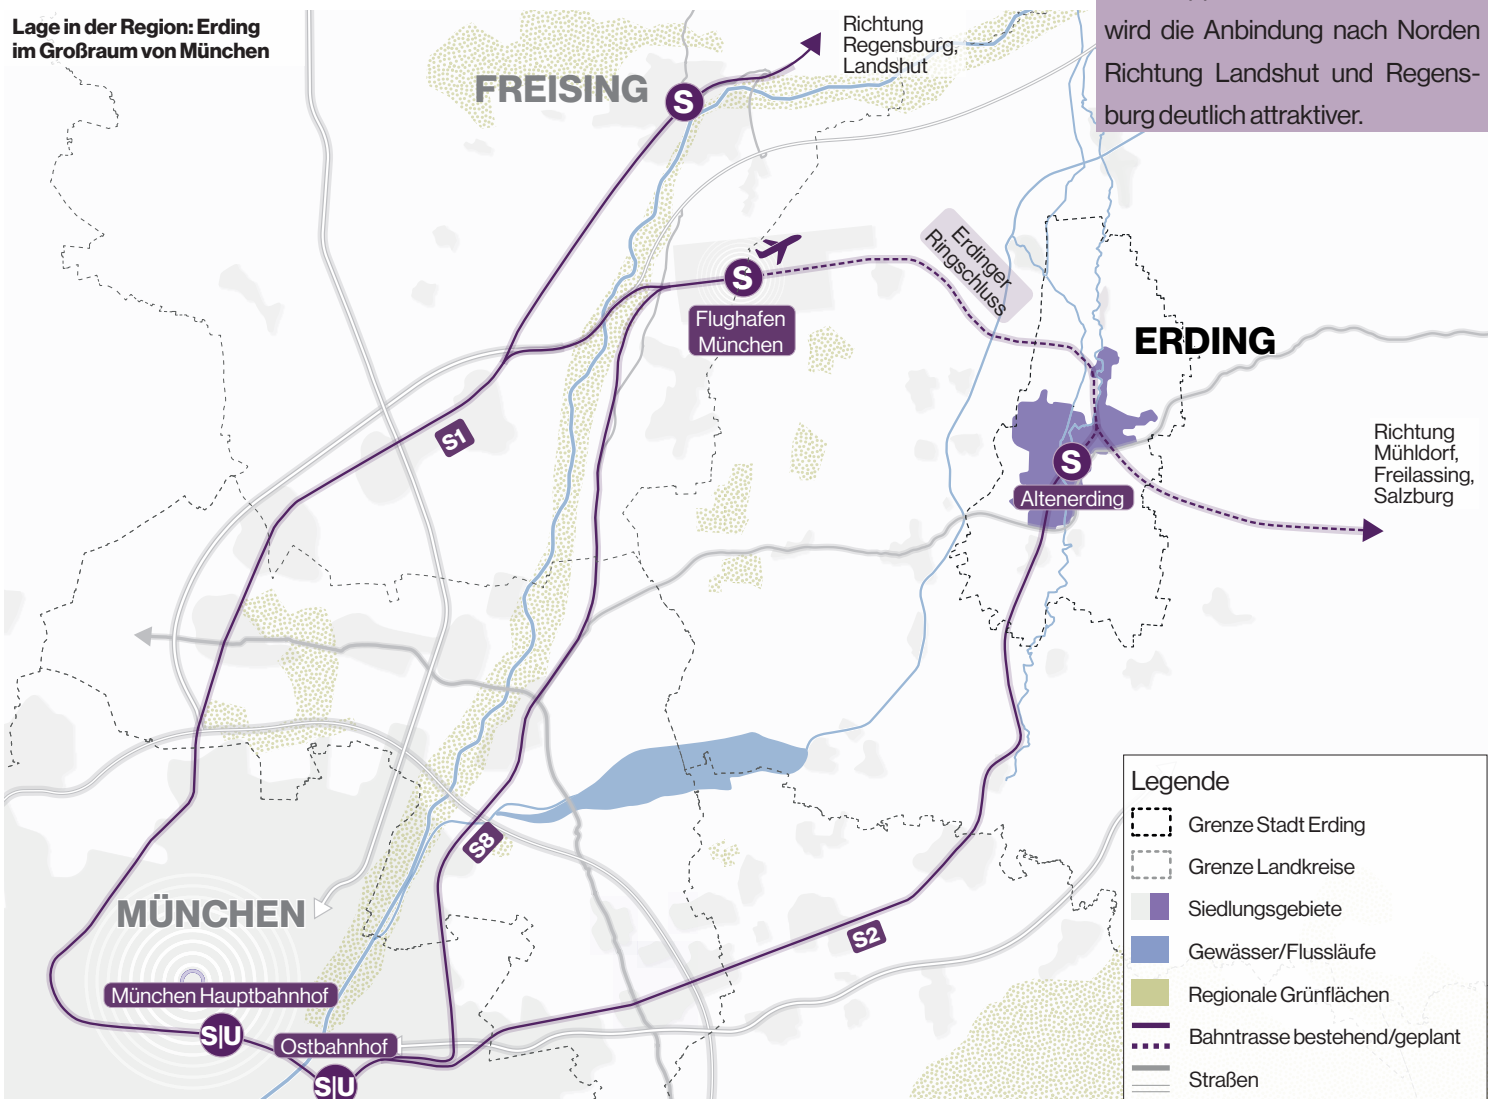 Lage in der Region: Erding
im Großraum von München
Richtung
Regensburg,
Landshut
wird die Anbindung nach Norden
Richtung Landshut und Regens-
burg deutlich attraktiver.
FREISING
S
Erdinger
Ringschluss
S
Flughafen
München
ERDING
S1
Richtung
Mühldorf,
Freilassing,
Salzburg
S
Altenerding
S8
MÜNCHEN
S2
München Hauptbahnhof
S|U
Ostbahnhof
S|U
Legende
Grenze Stadt Erding
Grenze Landkreise
Siedlungsgebiete
Gewässer/Flussläufe
Regionale Grünflächen
Bahntrasse bestehend/geplant
Straßen